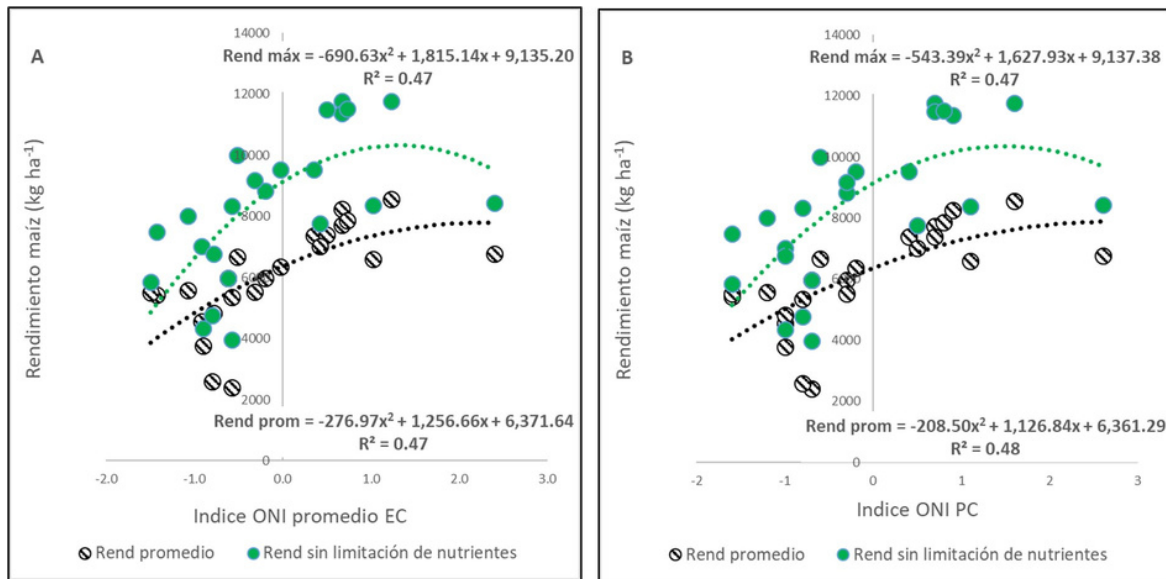 A
Rend máx = -690.63x² + 1,815.14x + 9,135.20
R² = 0.47
Rendimiento maíz (kg ha⁻¹)
14000
12000
10000
8000
6000
4000
2000
0
Rend prom = -276.97x² + 1,256.66x + 6,371.64
R² = 0.47
-2.0 -1.0 0.0 1.0 2.0 3.0
Indice ONI promedio EC
Rend promedio Rend sin limitación de nutrientes
B
Rend máx = -543.39x² + 1,627.93x + 9,137.38
R² = 0.47
Rendimiento maíz (kg ha⁻¹)
14000
12000
10000
8000
6000
4000
2000
0
Rend prom = -208.50x² + 1,126.84x + 6,361.29
R² = 0.48
-2 -1 0 1 2 3
Indice ONI PC
Rend promedio Rend sin limitación de nutrientes